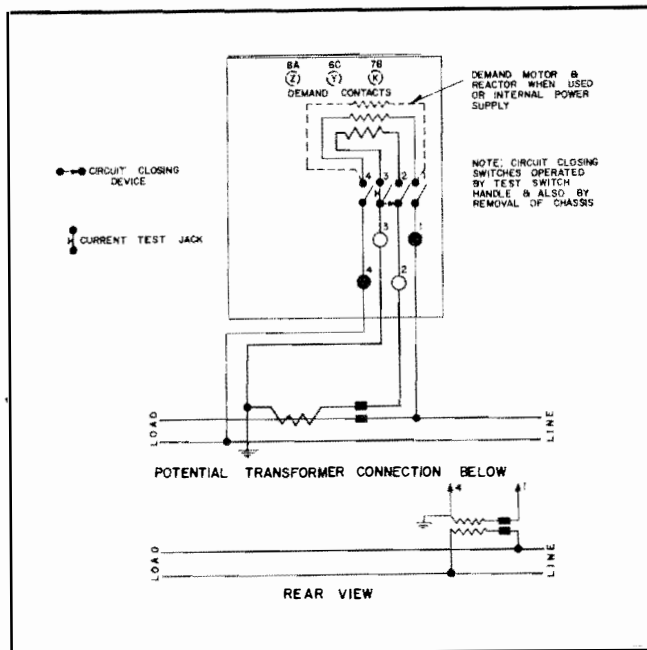 8A 6C 7B
Z Y K
DEMAND CONTACTS
DEMAND MOTOR &
REACTOR WHEN USED
OR INTERNAL POWER
SUPPLY
CIRCUIT CLOSING
DEVICE
NOTE: CIRCUIT CLOSING
SWITCHES OPERATED
BY TEST SWITCH
HANDLE & ALSO BY
REMOVAL OF CHASSIS
4 3 2 1
CURRENT TEST JACK
3 1
4 2
LOAD LINE
POTENTIAL TRANSFORMER CONNECTION BELOW
4 1
LOAD LINE
REAR VIEW